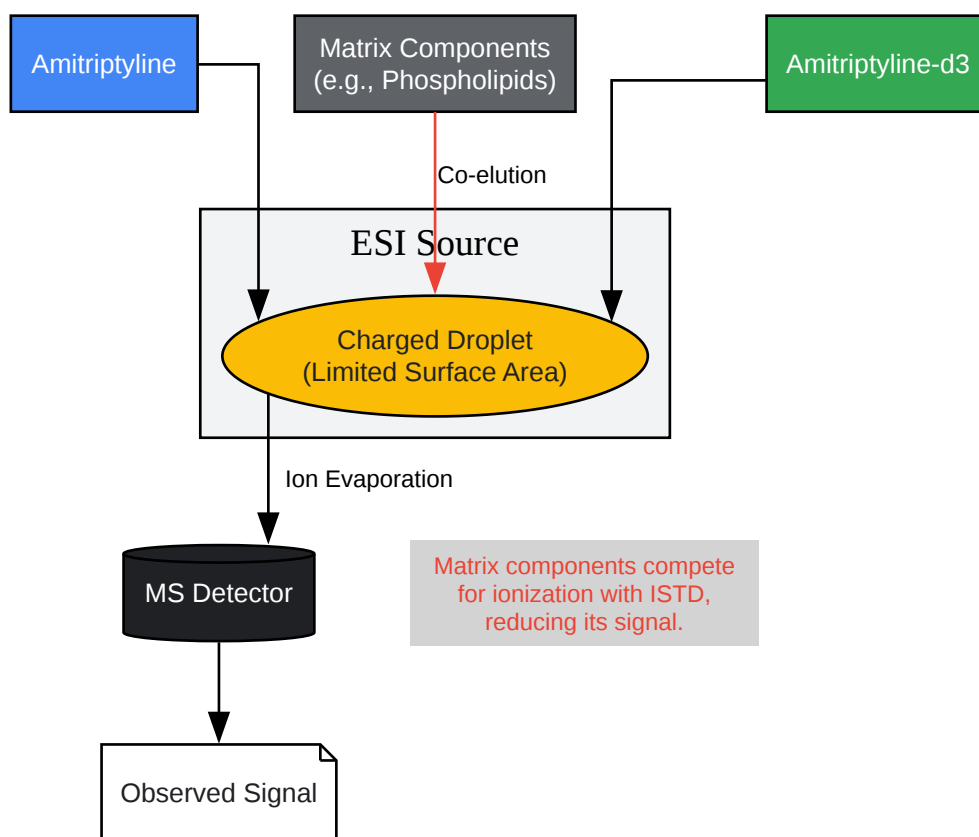 Amitriptyline
Matrix Components
(e.g., Phospholipids)
Amitriptyline-d3
Co-elution
ESI Source
Charged Droplet
(Limited Surface Area)
Ion Evaporation
MS Detector
Matrix components compete
for ionization with ISTD,
reducing its signal.
Observed Signal